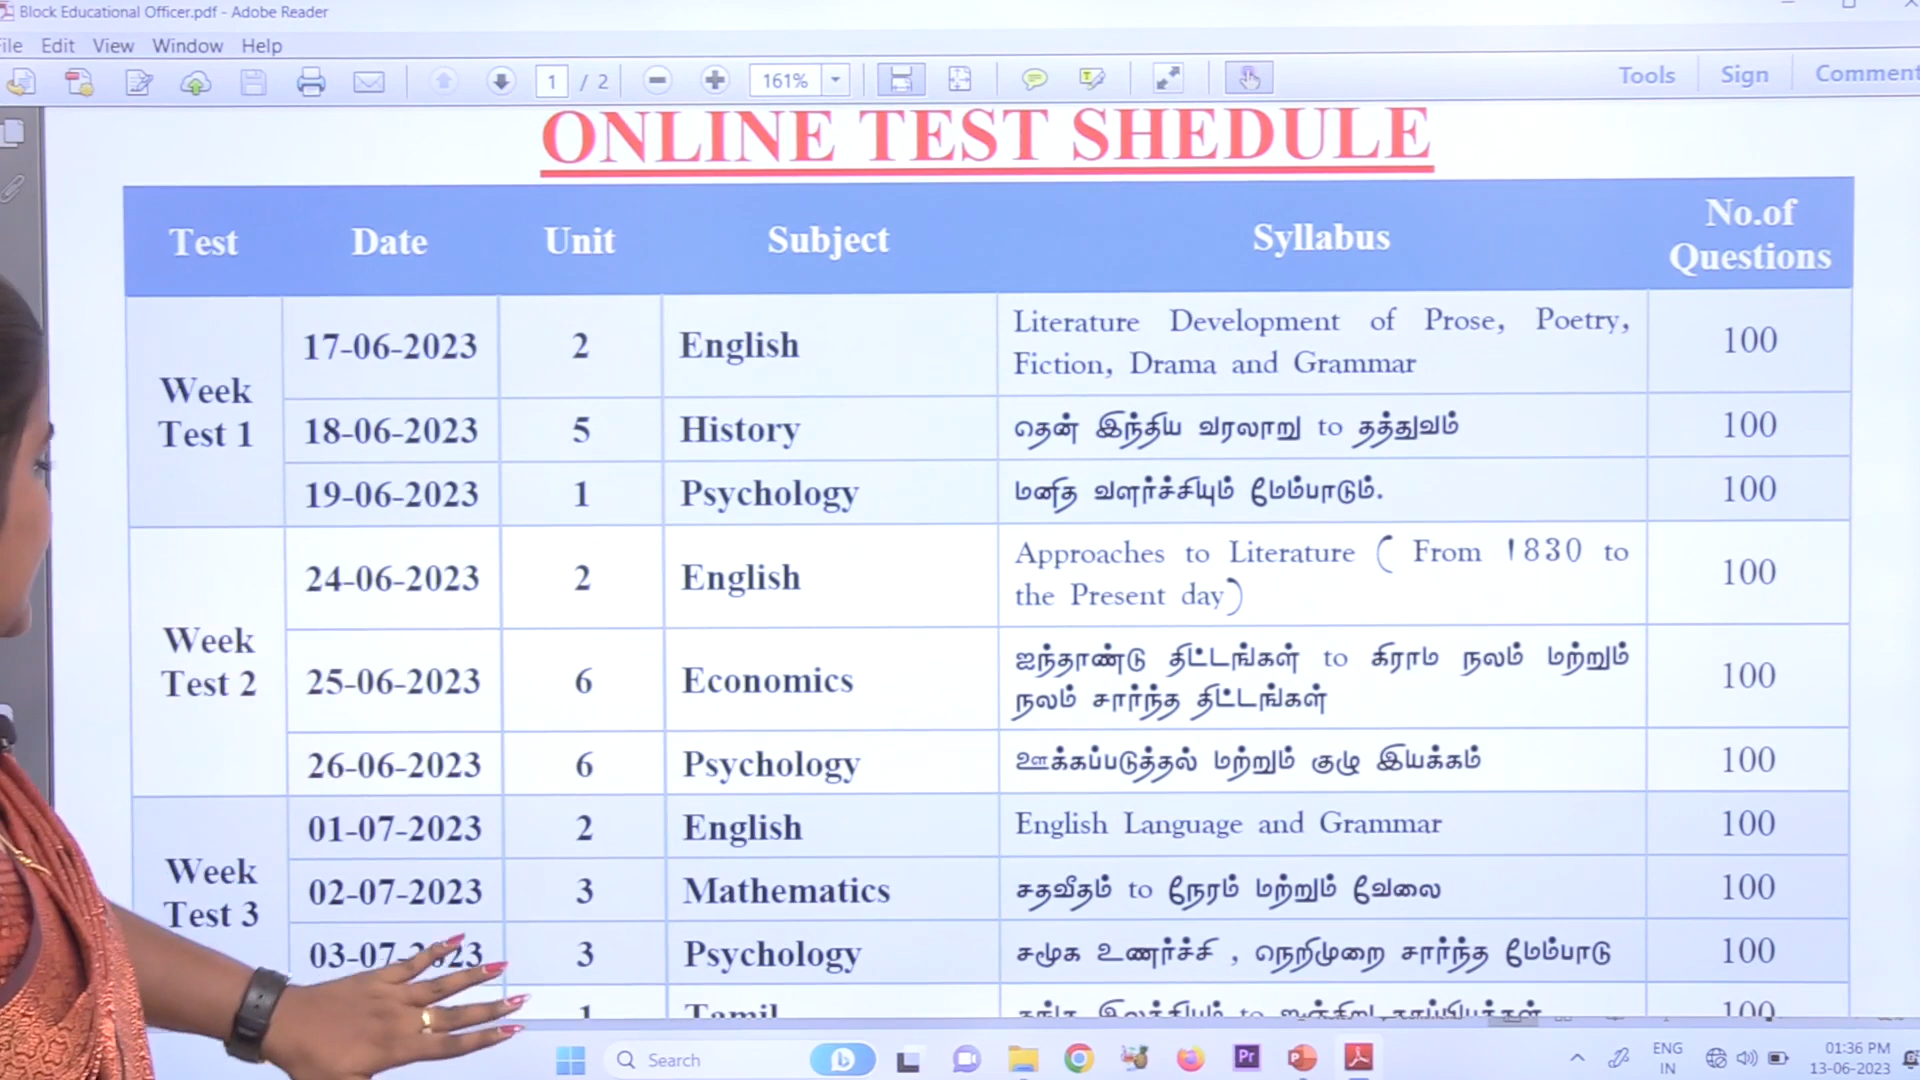 Block Educational Officer.pdf - Adobe Reader
Edit View Window Help
1 / 2 161% Tools Sign Comment
ONLINE TEST SHEDULE
Test Date Unit Subject Syllabus No.of Questions
Week Test 1
17-06-2023 2 English Literature Development of Prose, Poetry,
Fiction, Drama and Grammar 100
18-06-2023 5 History தென் இந்திய வரலாறு to தத்துவம் 100
19-06-2023 1 Psychology மனித வளர்ச்சியும் மேம்பாடும். 100
Week Test 2
24-06-2023 2 English Approaches to Literature ( From 1830 to
the Present day) 100
25-06-2023 6 Economics ஐந்தாண்டு திட்டங்கள் to கிராம நலம் மற்றும்
நலம் சார்ந்த திட்டங்கள் 100
26-06-2023 6 Psychology ஊக்கப்படுத்தல் மற்றும் குழு இயக்கம் 100
Week Test 3
01-07-2023 2 English English Language and Grammar 100
02-07-2023 3 Mathematics சதவீதம் to நேரம் மற்றும் வேலை 100
03-07-2023 3 Psychology சமூக உணர்ச்சி , நெறிமுறை சார்ந்த மேம்பாடு 100
1 Tamil 100
Search Pr ENG
IN
01:36 PM
13-06-2023